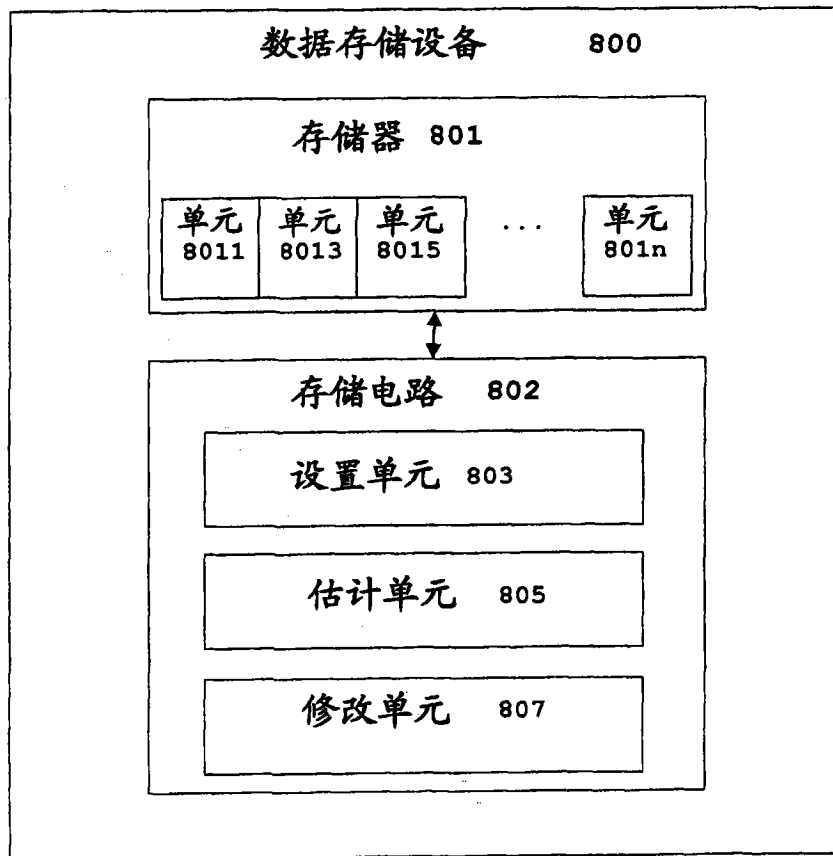 数据存储设备 800
存储器 801
单元 单元 单元 ... 单元
8011 8013 8015 801n
存储电路 802
设置单元 803
估计单元 805
修改单元 807